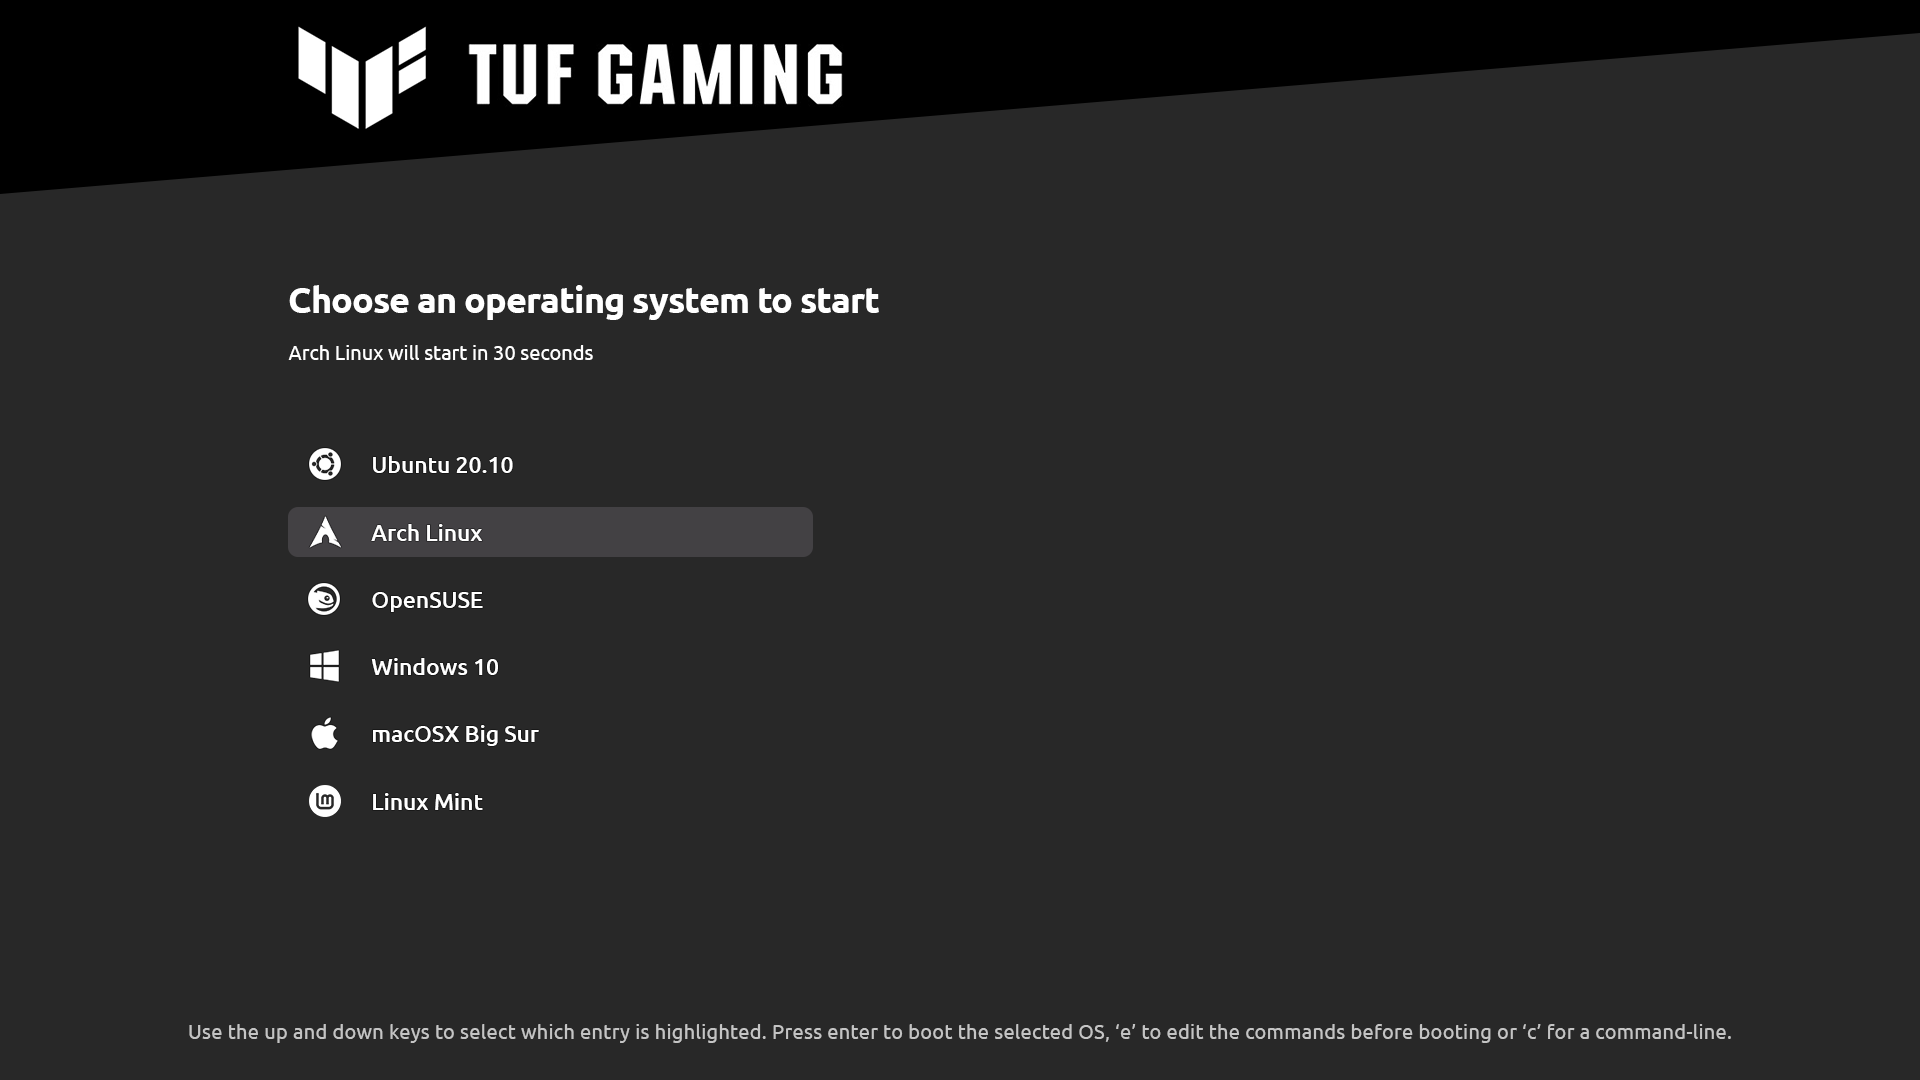 TUF GAMING
Choose an operating system to start
Arch Linux will start in 30 seconds
Ubuntu 20.10
Arch Linux
OpenSUSE
Windows 10
macOSX Big Sur
Linux Mint
Use the up and down keys to select which entry is highlighted. Press enter to boot the selected OS, ‘e’ to edit the commands before booting or ‘c’ for a command-line.